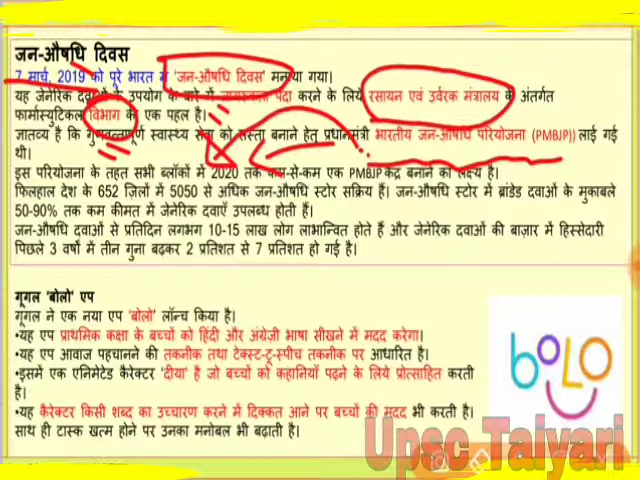 जन-औषधि दिवस
7 मार्च, 2019 को पूरे भारत में 'जन-औषधि दिवस' मनाया गया।
यह जेनेरिक दवाओं के उपयोग के बारे में जागरूकता पैदा करने के लिये रसायन एवं उर्वरक मंत्रालय के अंतर्गत
फार्मास्युटिकल विभाग की एक पहल है।
ज्ञातव्य है कि गुणवत्तापूर्ण स्वास्थ्य सेवा को सस्ता बनाने हेतु प्रधानमंत्री भारतीय जन-औषधि परियोजना (PMBJP) लाई गई
थी।
इस परियोजना के तहत सभी ब्लॉकों में 2020 तक कम-से-कम एक PMBJP केंद्र बनाने का लक्ष्य है।
फिलहाल देश के 652 ज़िलों में 5050 से अधिक जन-औषधि स्टोर सक्रिय हैं। जन-औषधि स्टोर में ब्रांडेड दवाओं के मुकाबले
50-90% तक कम कीमत में जेनेरिक दवाएँ उपलब्ध होती हैं।
जन-औषधि दवाओं से प्रतिदिन लगभग 10-15 लाख लोग लाभान्वित होते हैं और जेनेरिक दवाओं की बाज़ार में हिस्सेदारी
पिछले 3 वर्षों में तीन गुना बढ़कर 2 प्रतिशत से 7 प्रतिशत हो गई है।
गूगल 'बोलो' एप
गूगल ने एक नया एप 'बोलो' लॉन्च किया है।
•यह एप प्राथमिक कक्षा के बच्चों को हिंदी और अंग्रेज़ी भाषा सीखने में मदद करेगा।
•यह एप आवाज पहचानने की तकनीक तथा टेक्स्ट-टू-स्पीच तकनीक पर आधारित है।
•इसमें एक एनिमेटेड कैरेक्टर 'दीया' है जो बच्चों को कहानियाँ पढ़ने के लिये प्रोत्साहित करती
है।
•यह कैरेक्टर किसी शब्द का उच्चारण करने में दिक्कत आने पर बच्चों की मदद भी करती है।
साथ ही टास्क खत्म होने पर उनका मनोबल भी बढ़ाती है।
bOLO
Upsc Taiyari